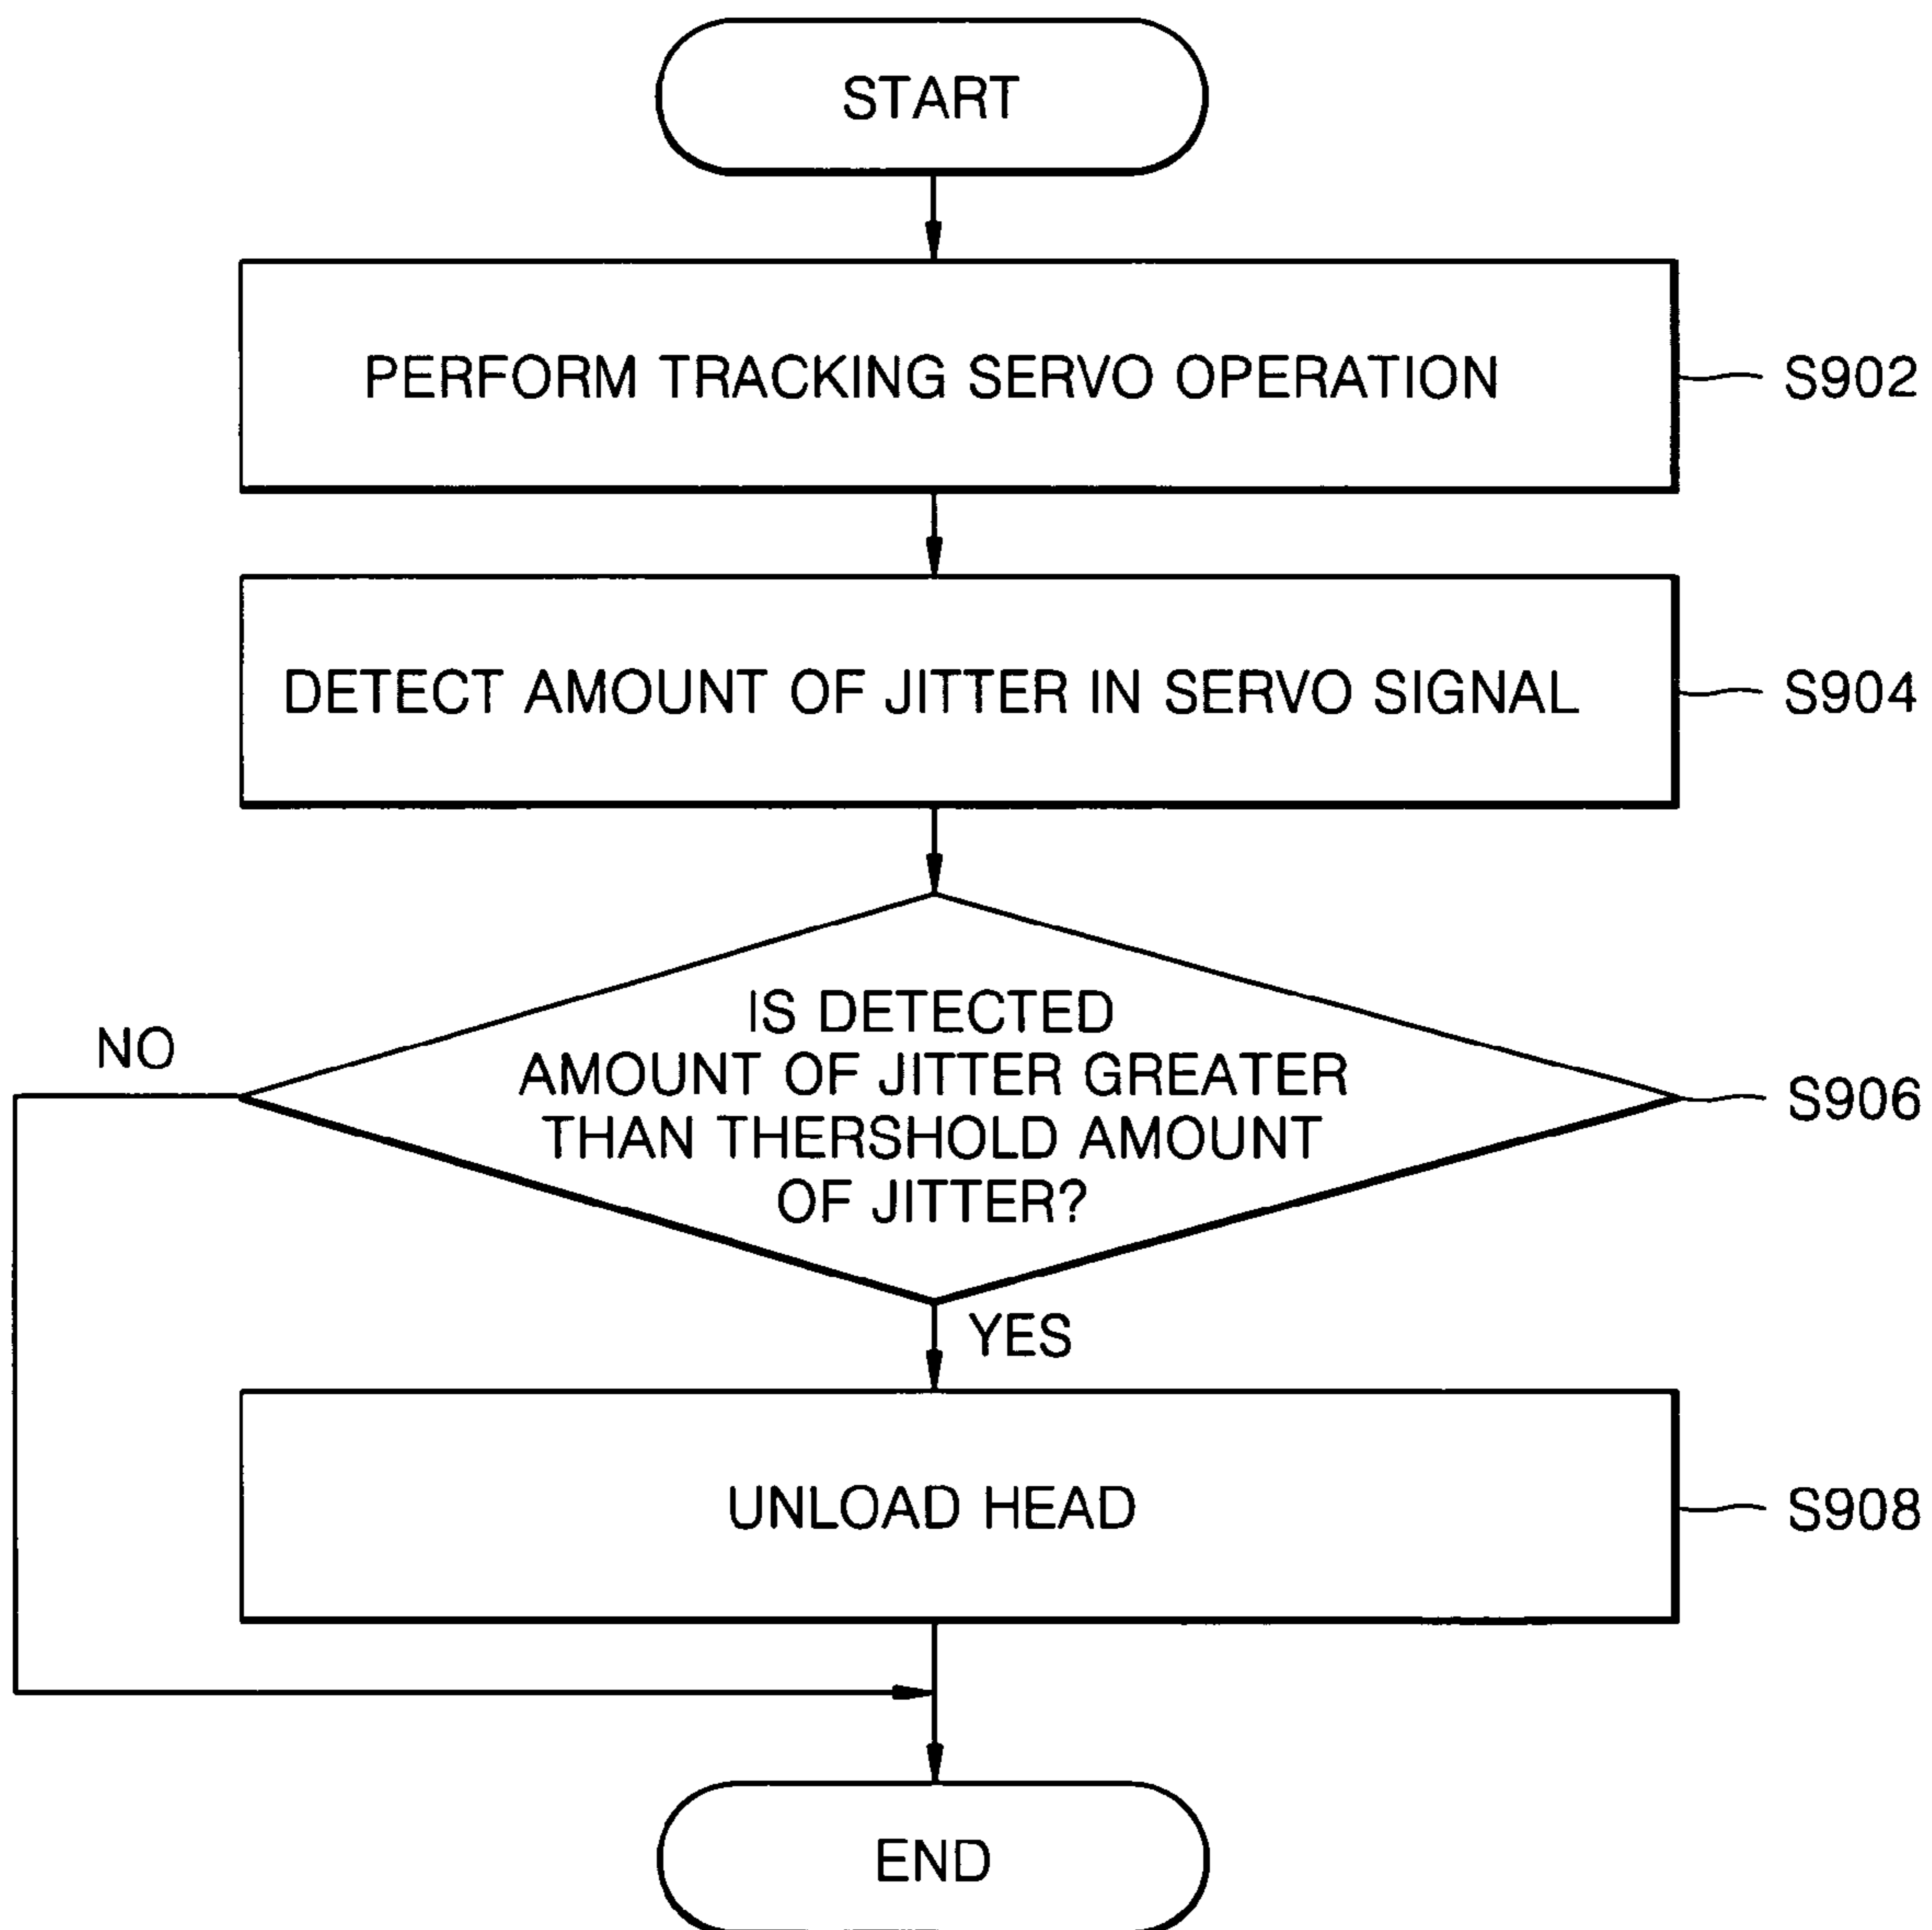 START
PERFORM TRACKING SERVO OPERATION
S902
DETECT AMOUNT OF JITTER IN SERVO SIGNAL
S904
IS DETECTED
AMOUNT OF JITTER GREATER
THAN THERSHOLD AMOUNT
OF JITTER?
S906
NO
YES
UNLOAD HEAD
S908
END